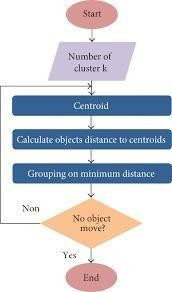 Start
Number of
cluster k
Centroid
Calculate objects distance to centroids
Grouping on minimum distance
Non
No object
move?
Yes
End